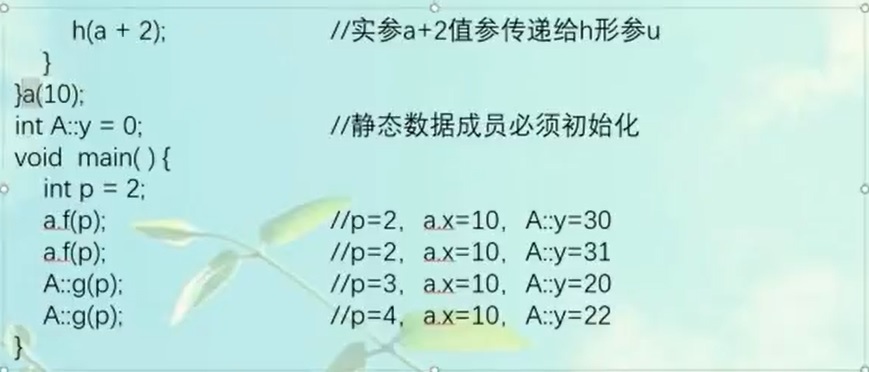 h(a + 2); //实参a+2值参传递给h形参u
}
}a(10);
int A::y = 0; //静态数据成员必须初始化
void main( ) {
int p = 2;
a.f(p); //p=2, a.x=10, A::y=30
a.f(p); //p=2, a.x=10, A::y=31
A::g(p); //p=3, a.x=10, A::y=20
A::g(p); //p=4, a.x=10, A::y=22
}